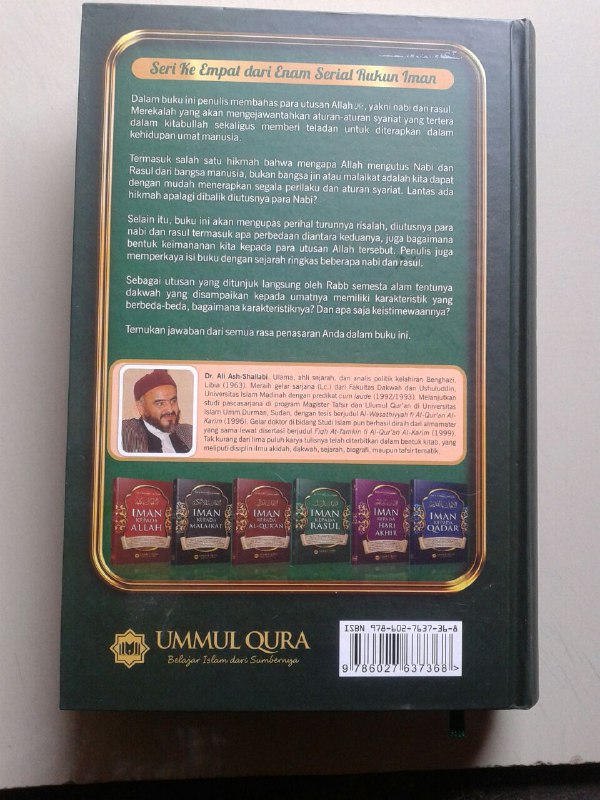 Seri Ke Empat dari Enam Serial Rukun Iman
Dalam buku ini penulis membahas para utusan Allah ﷻ, yakni nabi dan rasul.
Merekalah yang akan mengejawantahkan aturan-aturan syariat yang tertera
dalam kitabullah sekaligus memberi teladan untuk diterapkan dalam
kehidupan umat manusia.
Termasuk salah satu hikmah bahwa mengapa Allah mengutus Nabi dan
Rasul dari bangsa manusia, bukan bangsa jin atau malaikat adalah kita dapat
dengan mudah menerapkan segala perilaku dan aturan syariat. Lantas ada
hikmah apalagi dibalik diutusnya para Nabi?
Selain itu, buku ini akan mengupas perihal turunnya risalah, diutusnya para
nabi dan rasul termasuk apa perbedaan diantara keduanya, juga bagaimana
bentuk keimananan kita kepada para utusan Allah tersebut. Penulis juga
memperkaya isi buku dengan sejarah ringkas beberapa nabi dan rasul.
Sebagai utusan yang ditunjuk langsung oleh Rabb semesta alam tentunya
dakwah yang disampaikan kepada umatnya memiliki karakteristik yang
berbeda-beda, bagaimana karakteristiknya? Dan apa saja keistimewaannya?
Temukan jawaban dari semua rasa penasaran Anda dalam buku ini.
Dr. Ali Ash-Shallabi. Ulama, ahli sejarah, dan analis politik kelahiran Benghazi,
Libia (1963). Meraih gelar sarjana (Lc.) dari Fakultas Dakwah dan Ushuluddin,
Universitas Islam Madinah dengan predikat cum laude (1992/1993). Melanjutkan
studi pascasarjana di program Magister Tafsir dan Ulumul Qur'an di Universitas
Islam Umm Durman, Sudan, dengan tesis berjudul Al-Wasathiyyah fi Al-Qur'an Al-
Karim (1996). Gelar doktor di bidang Studi Islam pun berhasil diraih dari almamater
yang sama lewat disertasi berjudul Fiqh At-Tamkin fi Al-Qur'an Al-Karim (1999).
Tak kurang dari lima puluh karya tulisnya telah diterbitkan dalam bentuk kitab, yang
meliputi disiplin ilmu akidah, dakwah, sejarah, biografi, maupun tafsir tematik.
IMAN
KEPADA
ALLAH
IMAN
KEPADA
MALAIKAT
IMAN
KEPADA
AL-QUR'AN
IMAN
KEPADA
RASUL
IMAN
KEPADA
HARI
AKHIR
IMAN
KEPADA
QADAR
UMMUL QURA
Belajar Islam dari Sumbernya
ISBN 978-602-7637-36-8
9 786027 637368 >